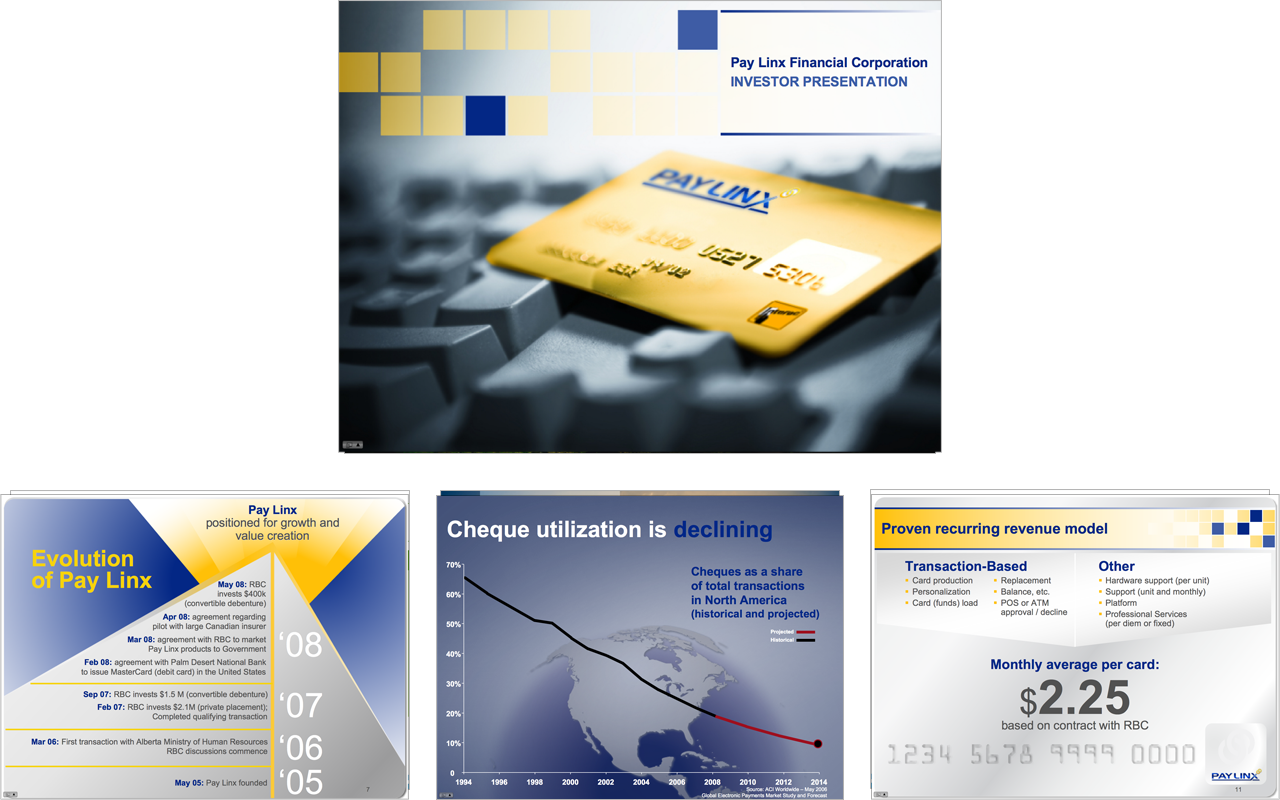 Pay Linx Financial Corporation
INVESTOR PRESENTATION
PAYLINX
0527 5306
Evolution
of Pay Linx
Pay Linx
positioned for growth and
value creation
May 08: RBC
invests $400k
(convertible debenture)
Apr 08: agreement regarding
pilot with large Canadian insurer
Mar 08: agreement with RBC to market
Pay Linx products to Government
Feb 08: agreement with Palm Desert National Bank
to issue MasterCard (debit card) in the United States
‘08
Sep 07: RBC invests $1.5 M (convertible debenture)
Feb 07: RBC invests $2.1M (private placement);
Completed qualifying transaction
‘07
Mar 06: First transaction with Alberta Ministry of Human Resources
RBC discussions commence
‘06
May 05: Pay Linx founded
‘05
7
Cheque utilization is declining
Cheques as a share
of total transactions
in North America
(historical and projected)
Projected
Historical
70%
60%
50%
40%
30%
20%
10%
0
1994 1996 1998 2000 2002 2004 2006 2008 2010 2012 2014
Source: ACI Worldwide – May 2006
Global Electronic Payments Market Study and Forecast
Proven recurring revenue model
Transaction-Based
• Card production
• Personalization
• Card (funds) load
• Replacement
• Balance, etc.
• POS or ATM
approval / decline
Other
• Hardware support (per unit)
• Support (unit and monthly)
• Platform
• Professional Services
(per diem or fixed)
Monthly average per card:
$2.25
based on contract with RBC
1234 5678 9999 0000
PAYLINX
11